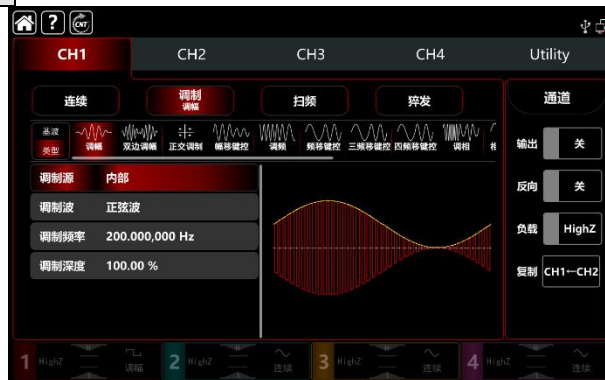 ? CNT
CH1 CH2 CH3 CH4 Utility
连续 调制 调幅 扫频 猝发 通道
基波 类型 调幅 双边调幅 正交调制 幅移键控 调频 频移键控 三频移键控 四频移键控 调相
输出 关
调制源 内部
反向 关
调制波 正弦波
负载 HighZ
调制频率 200.000,000 Hz
调制深度 100.00 %
复制 CH1←CH2
1 HighZ 调幅 2 HighZ 连续 3 HighZ 连续 4 HighZ 连续